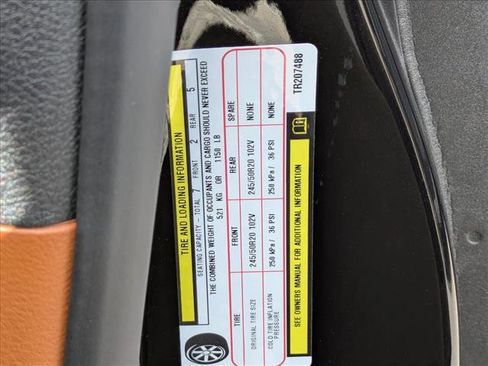 TIRE AND LOADING INFORMATION
SEATING CAPACITY - TOTAL 7 FRONT 2 REAR 5
THE COMBINED WEIGHT OF OCCUPANTS AND CARGO SHOULD NEVER EXCEED
521 KG OR 1150 LB
TIRE FRONT REAR SPARE
ORIGINAL TIRE SIZE 245/50R20 102V 245/50R20 102V NONE
COLD TIRE INFLATION PRESSURE 250 kPa / 36 PSI 250 kPa / 36 PSI NONE
SEE OWNERS MANUAL FOR ADDITIONAL INFORMATION
TR207488